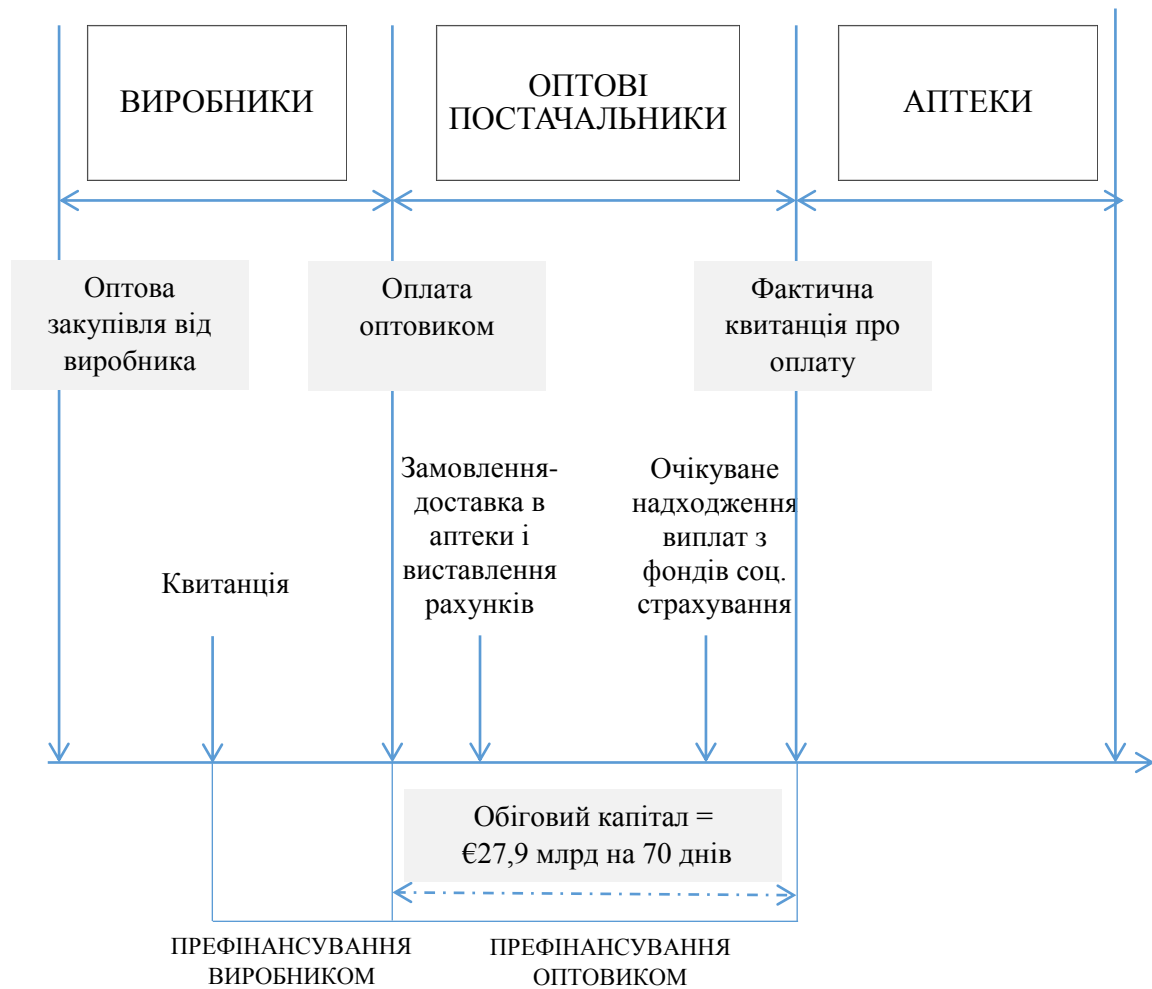 ВИРОБНИКИ
ОПТОВІ
ПОСТАЧАЛЬНИКИ
АПТЕКИ
Оптова
закупівля від
виробника
Оплата
оптовиком
Фактична
квитанція про
оплату
Квитанція
Замовлення-
доставка в
аптеки і
виставлення
рахунків
Очікуване
надходження
виплат з
фондів соц.
страхування
Обіговий капітал =
€27,9 млрд на 70 днів
ПРЕФІНАНСУВАННЯ
ВИРОБНИКОМ
ПРЕФІНАНСУВАННЯ
ОПТОВИКОМ